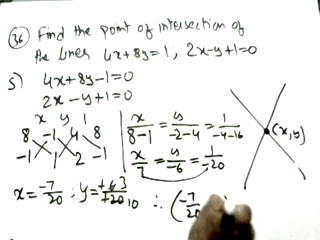 36 Find the point of intersection of
the lines 4x+8y=1, 2x-y+1=0
S) 4x+8y-1=0
2x-y+1=0
x y 1
8 -1 4 8
-1 1 2 -1
x/(8-1) = y/(-2-4) = 1/(-4-16)
x/7 = y/-6 = 1/-20
(x,y)
x = -7/20 ; y =
10 ∴ (-7/20